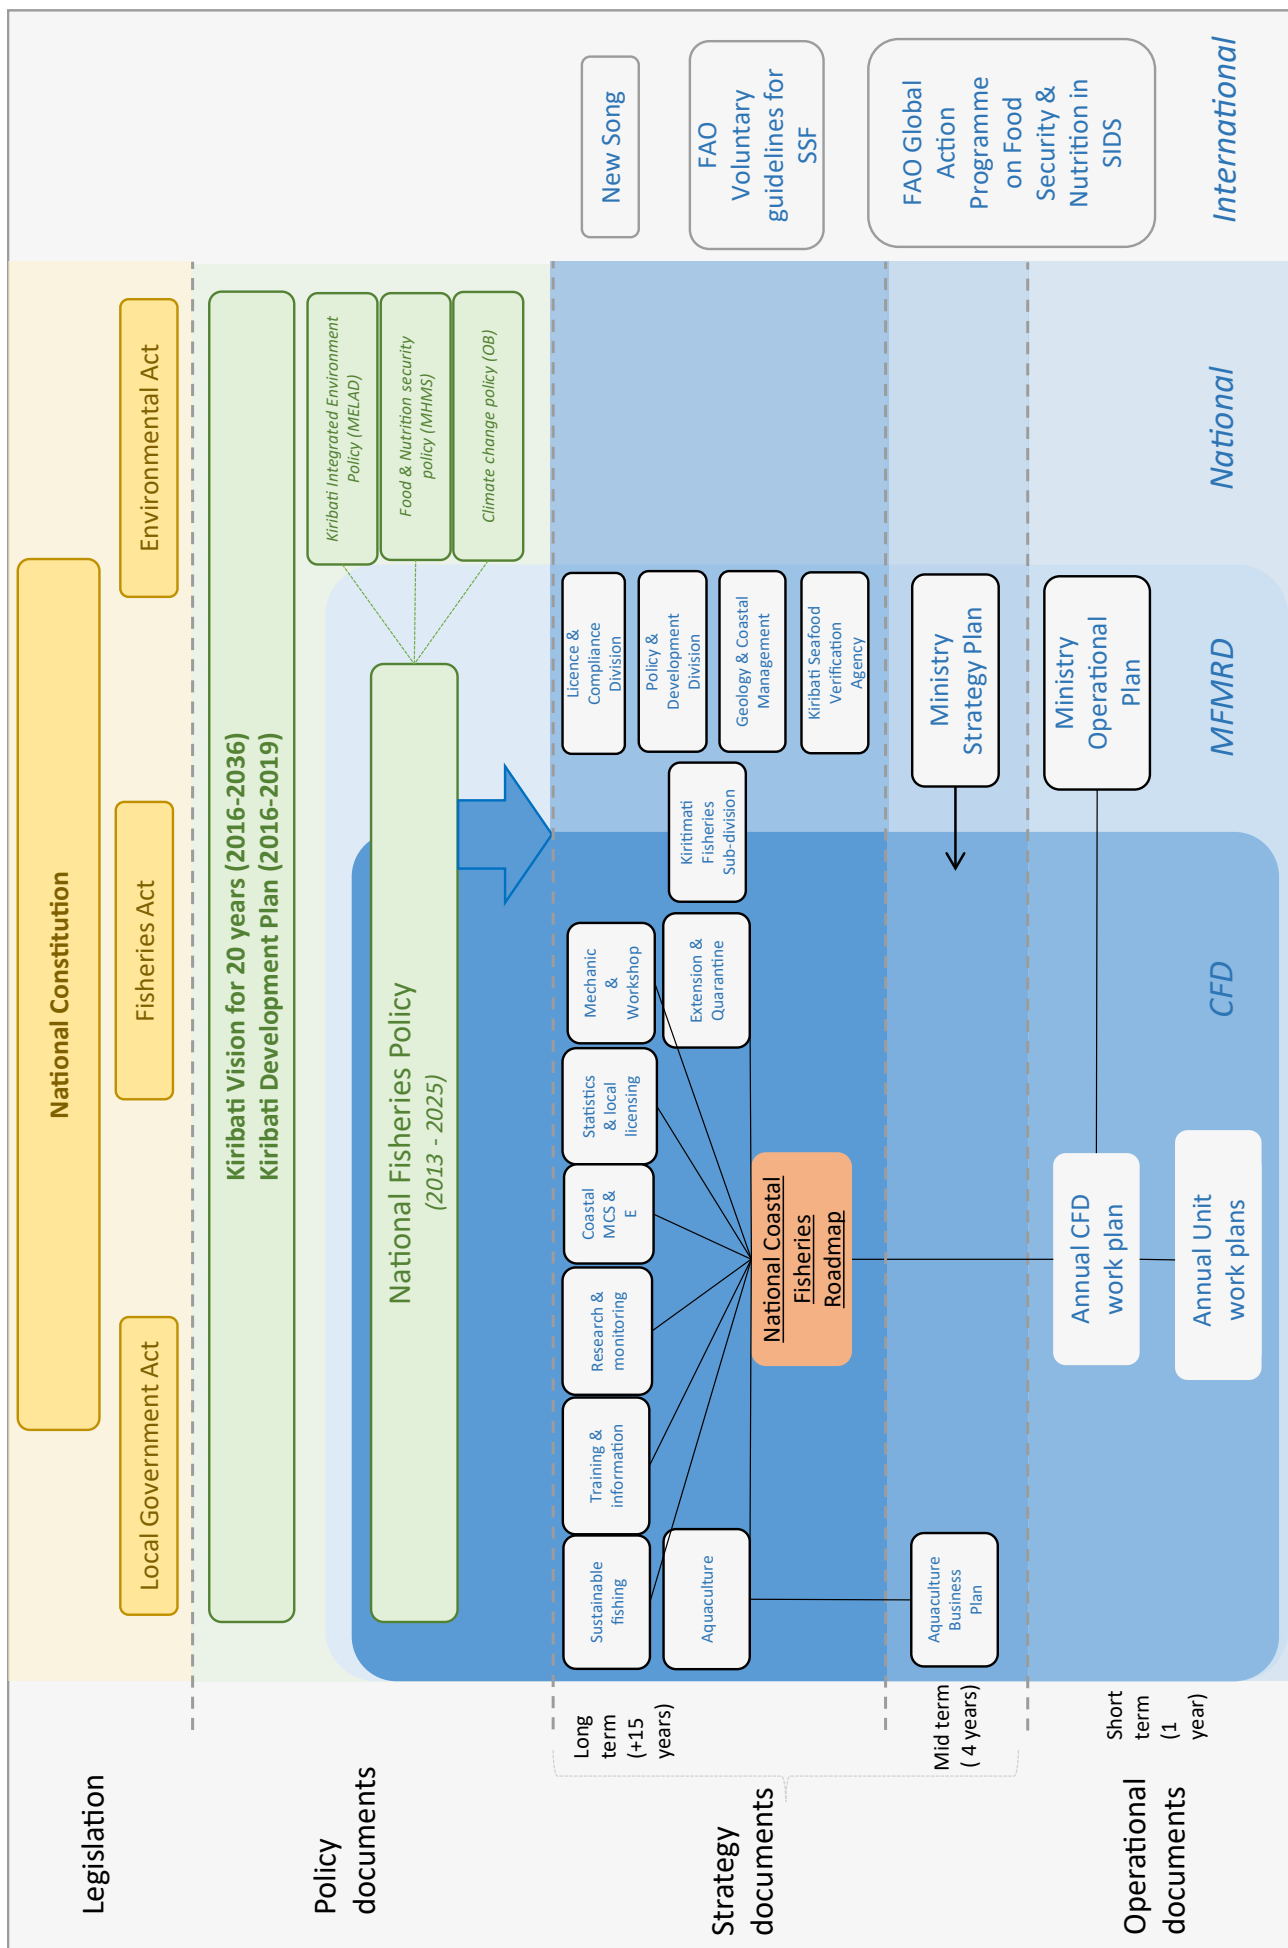 Legislation
National Constitution
Local Government Act
Fisheries Act
Environmental Act
Policy
documents
Kiribati Vision for 20 years (2016-2036)
Kiribati Development Plan (2016-2019)
National Fisheries Policy
(2013 - 2025)
Kiribati Integrated Environment
Policy (MELAD)
Food & Nutrition security
policy (MHMS)
Climate change policy (OB)
Strategy
documents
Long
term
(+15
years)
Sustainable
fishing
Training &
information
Research &
monitoring
Coastal
MCS &
E
Statistics
& local
licensing
Mechanic
&
Workshop
Aquaculture
Extension &
Quarantine
Kiritimati
Fisheries
Sub-division
Licence &
Compliance
Division
Policy &
Development
Division
Geology & Coastal
Management
Kiribati Seafood
Verification
Agency
National Coastal
Fisheries
Roadmap
New Song
FAO
Voluntary
guidelines for
SSF
Mid term
( 4 years)
Aquaculture
Business
Plan
Ministry
Strategy Plan
FAO Global
Action
Programme
on Food
Security &
Nutrition in
SIDS
Operational
documents
Short
term
(1
year)
Annual CFD
work plan
Ministry
Operational
Plan
Annual Unit
work plans
CFD
MFMRD
National
International